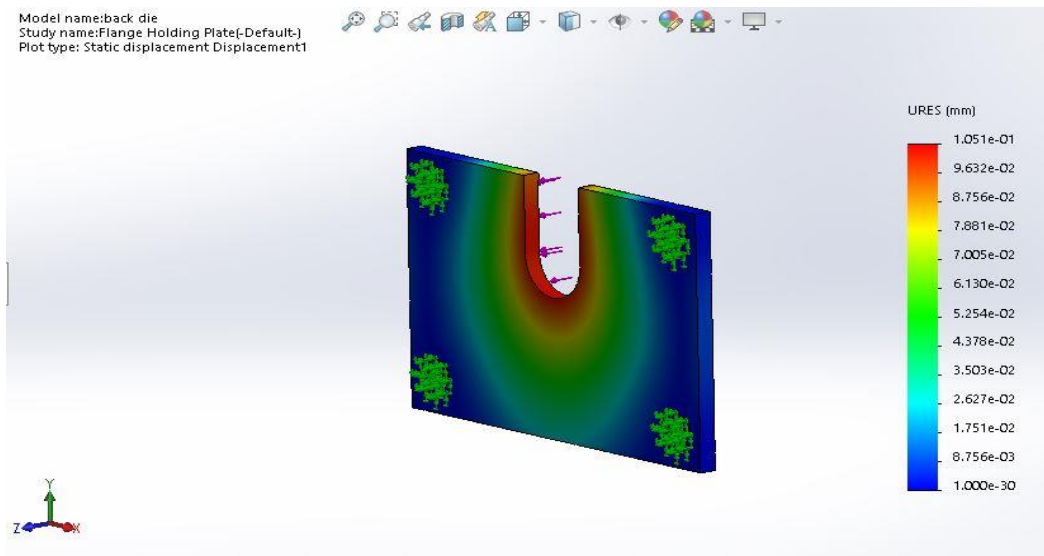 Model name:back die
Study name:Flange Holding Plate(-Default-)
Plot type: Static displacement Displacement1
URES (mm)
1.051e-01
9.632e-02
8.756e-02
7.881e-02
7.005e-02
6.130e-02
5.254e-02
4.378e-02
3.503e-02
2.627e-02
1.751e-02
8.756e-03
1.000e-30
Y
Z
X